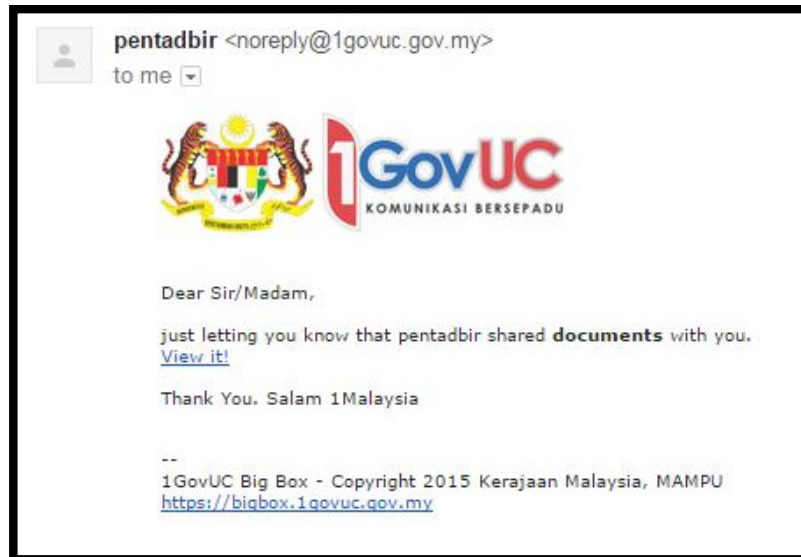 pentadbir <noreply@1govuc.gov.my>
to me
1GovUC
KOMUNIKASI BERSEPADU
Dear Sir/Madam,
just letting you know that pentadbir shared documents with you.
View it!
Thank You. Salam 1Malaysia
--
1GovUC Big Box - Copyright 2015 Kerajaan Malaysia, MAMPU
https://bigbox.1govuc.gov.my